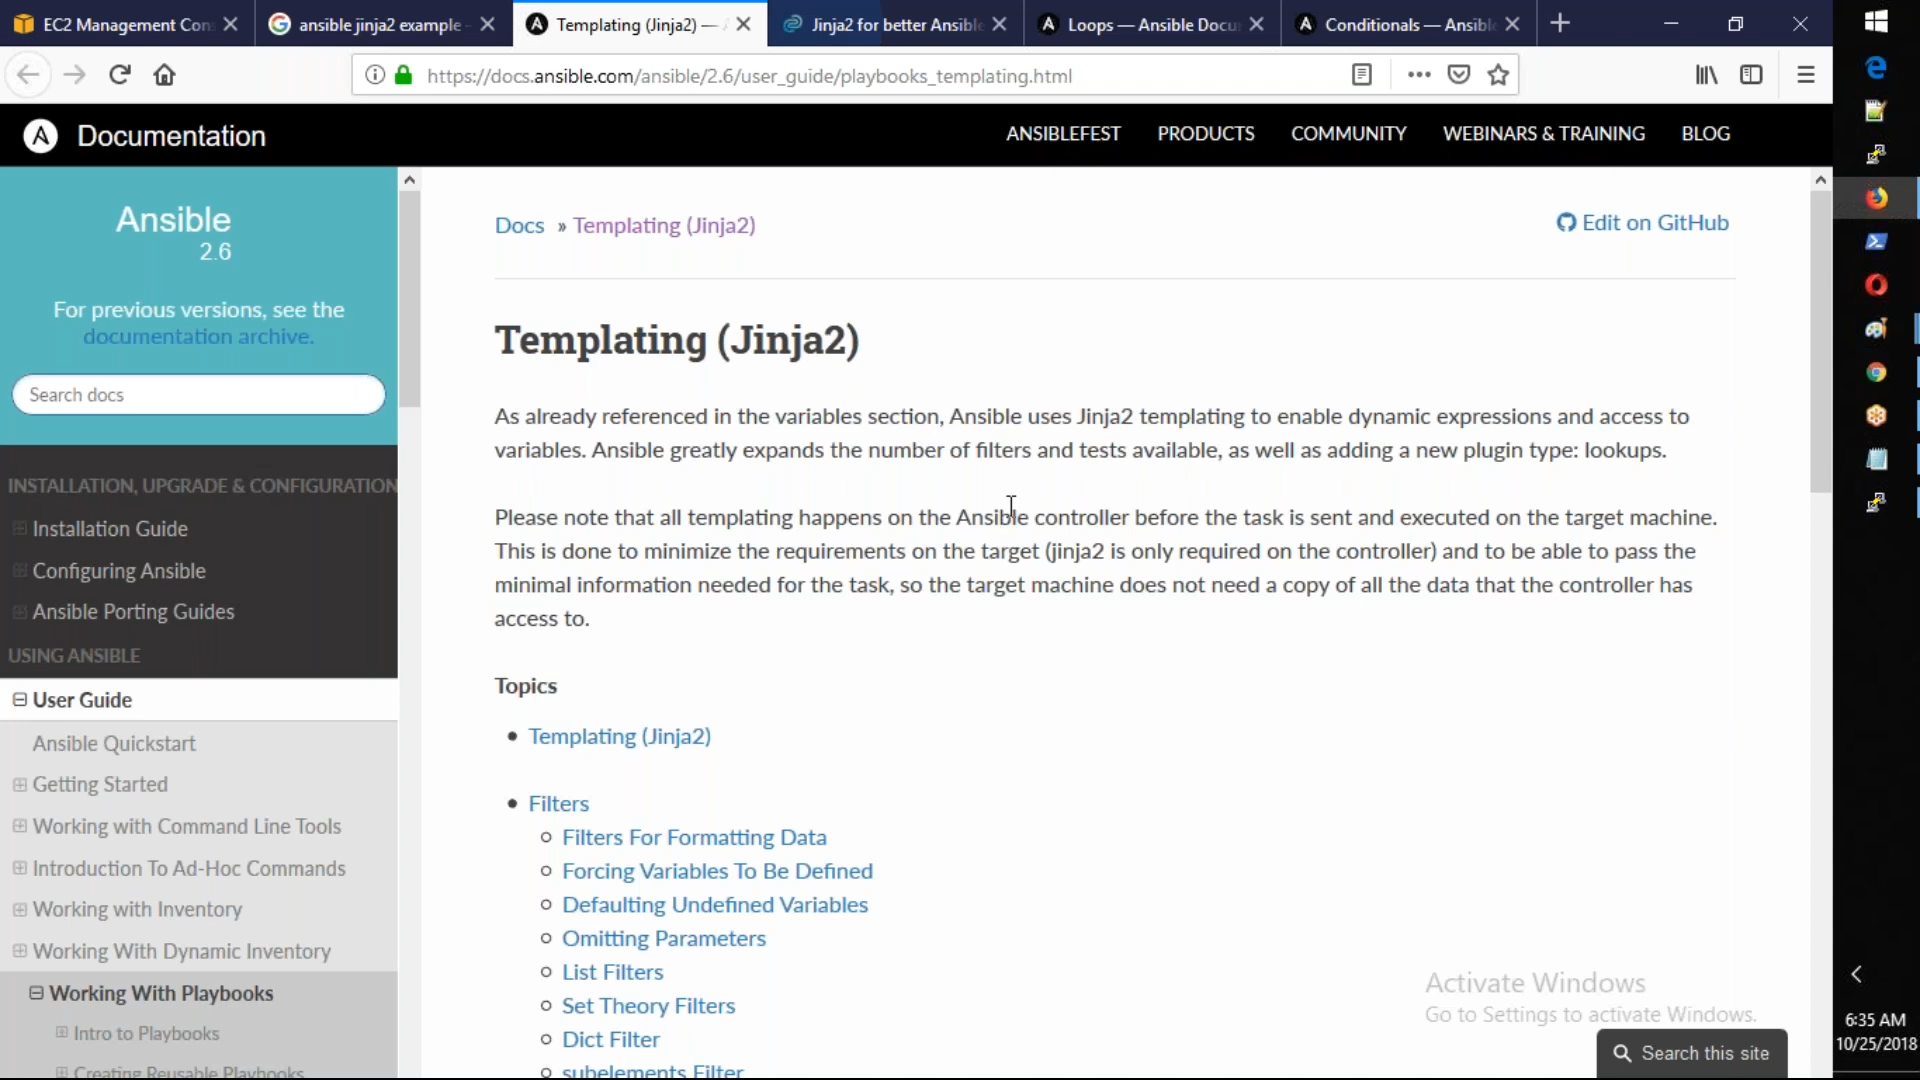 EC2 Management Con
ansible jinja2 example -
Templating (Jinja2) — A
Jinja2 for better Ansible
Loops — Ansible Docu
Conditionals — Ansible
https://docs.ansible.com/ansible/2.6/user_guide/playbooks_templating.html
A Documentation
ANSIBLEFEST PRODUCTS COMMUNITY WEBINARS & TRAINING BLOG
Ansible
2.6
For previous versions, see the
documentation archive.
Search docs
INSTALLATION, UPGRADE & CONFIGURATION
Installation Guide
Configuring Ansible
Ansible Porting Guides
USING ANSIBLE
User Guide
Ansible Quickstart
Getting Started
Working with Command Line Tools
Introduction To Ad-Hoc Commands
Working with Inventory
Working With Dynamic Inventory
Working With Playbooks
Intro to Playbooks
Creating Reusable Playbooks
Docs » Templating (Jinja2)
Edit on GitHub
Templating (Jinja2)
As already referenced in the variables section, Ansible uses Jinja2 templating to enable dynamic expressions and access to
variables. Ansible greatly expands the number of filters and tests available, as well as adding a new plugin type: lookups.
Please note that all templating happens on the Ansible controller before the task is sent and executed on the target machine.
This is done to minimize the requirements on the target (jinja2 is only required on the controller) and to be able to pass the
minimal information needed for the task, so the target machine does not need a copy of all the data that the controller has
access to.
Topics
Templating (Jinja2)
Filters
Filters For Formatting Data
Forcing Variables To Be Defined
Defaulting Undefined Variables
Omitting Parameters
List Filters
Set Theory Filters
Dict Filter
subelements Filter
Activate Windows
Go to Settings to activate Windows.
Search this site
6:35 AM
10/25/2018